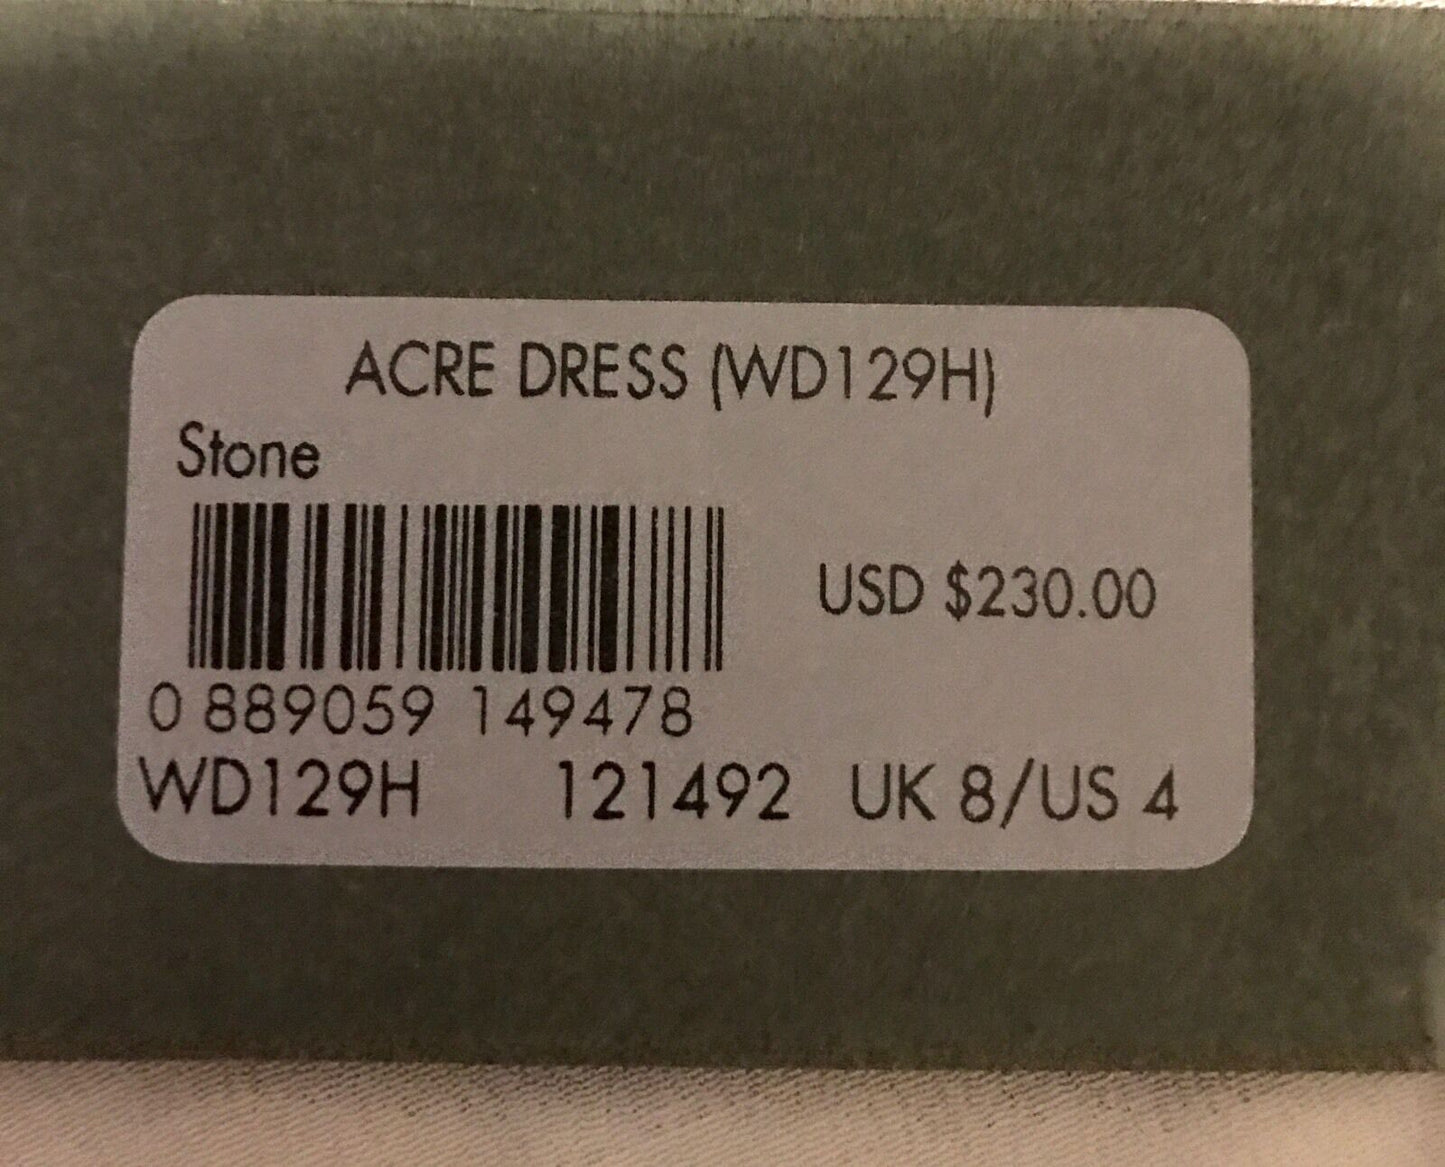 ACRE DRESS (WD129H)
Stone
USD $230.00
0 889059 149478
WD129H 121492 UK 8/US 4